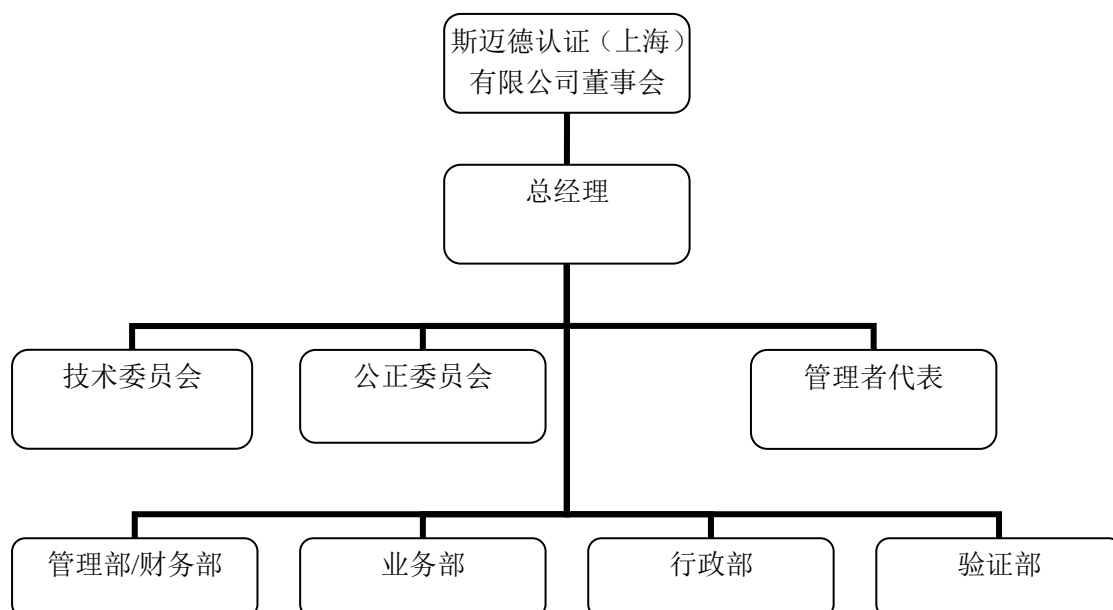 斯迈德认证（上海）
有限公司董事会
总经理
技术委员会
公正委员会
管理者代表
管理部/财务部
业务部
行政部
验证部